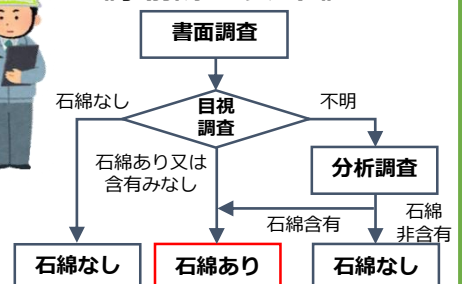 書面調査
石綿なし
目視
調査
不明
石綿あり又は
含有みなし
分析調査
石綿含有
石綿
非含有
石綿なし
石綿あり
石綿なし